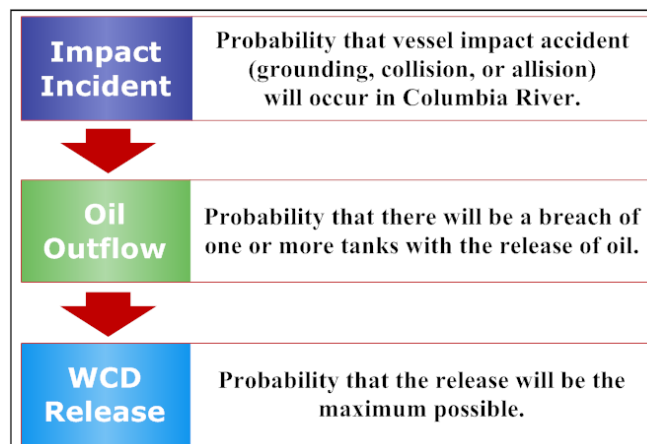 Impact
Incident
Probability that vessel impact accident
(grounding, collision, or allision)
will occur in Columbia River.
Oil
Outflow
Probability that there will be a breach of
one or more tanks with the release of oil.
WCD
Release
Probability that the release will be the
maximum possible.